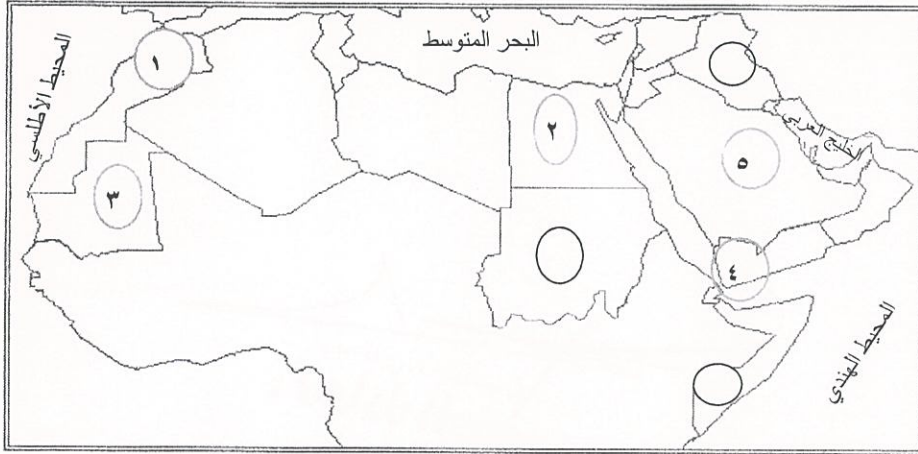 المحيط الأطلسي
١
البحر المتوسط
٢
الخليج العربي
٥
٣
٤
المحيط الهندي